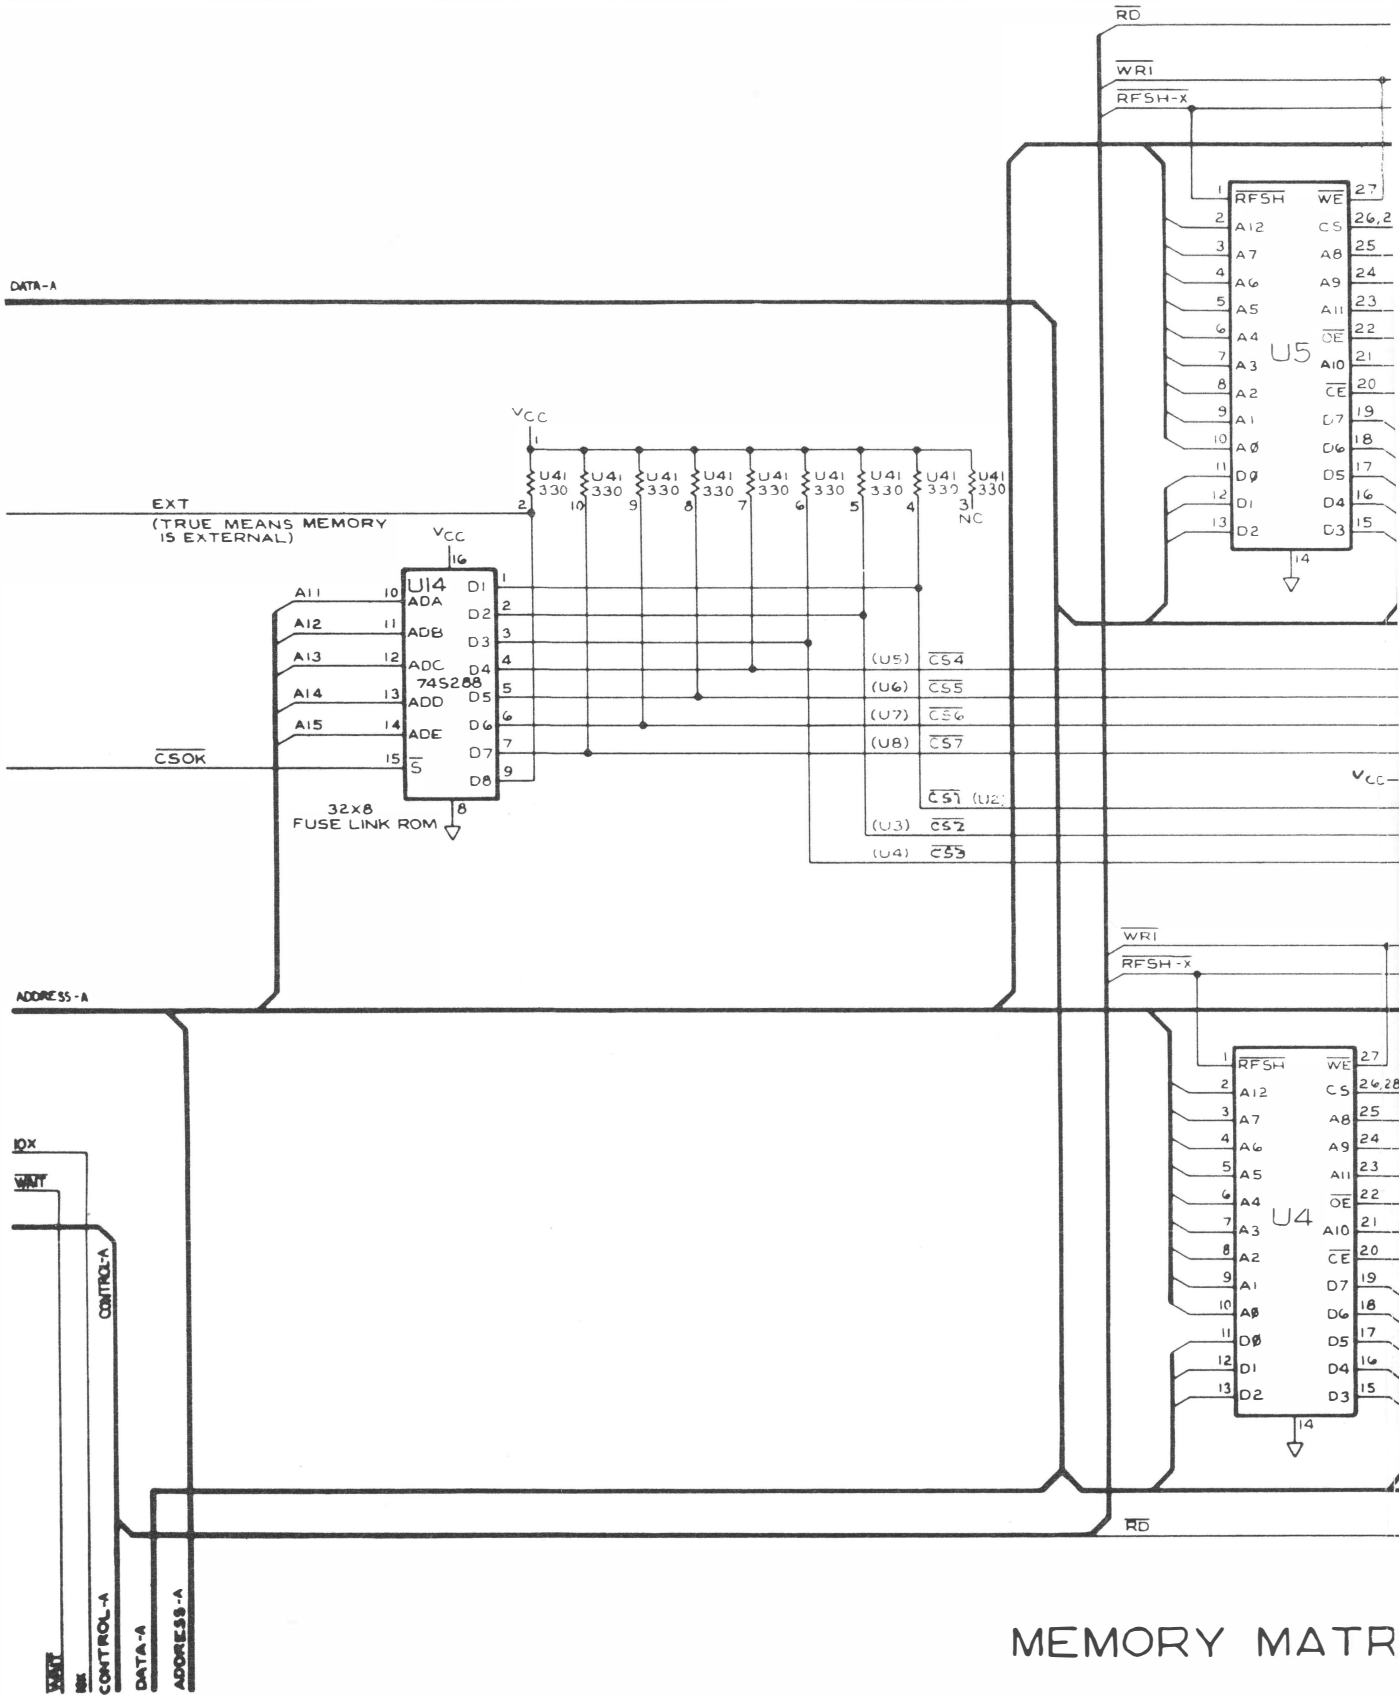 RD
WR1
RFSH-X
1 RFSH WE 27
2 A12 CS 26,2
3 A7 A8 25
4 A6 A9 24
5 A5 A11 23
6 A4 OE 22
7 A3 U5 A10 21
8 A2 CE 20
9 A1 D7 19
10 AØ D6 18
11 DØ D5 17
12 D1 D4 16
13 D2 D3 15
14
DATA-A
VCC
1
U41 U41 U41 U41 U41 U41 U41 U41 U41
330 330 330 330 330 330 330 330 330
2 10 9 8 7 6 5 4 3
NC
EXT
(TRUE MEANS MEMORY
IS EXTERNAL)
VCC
16
U14
A11 10 ADA D1 1
A12 11 ADB D2 2
D3 3
A13 12 ADC D4 4
74S288
A14 13 ADD D5 5
A15 14 ADE D6 6
D7 7
CSOK 15 S
D8 9
8
32X8
FUSE LINK ROM
(U5) CS4
(U6) CS5
(U7) CS6
(U8) CS7
VCC
CS1 (U2)
(U3) CS2
(U4) CS3
WR1
RFSH-X
ADDRESS-A
1 RFSH WE 27
2 A12 CS 26,28
3 A7 A8 25
4 A6 A9 24
5 A5 A11 23
6 A4 OE 22
7 A3 U4 A10 21
8 A2 CE 20
9 A1 D7 19
10 AØ D6 18
11 DØ D5 17
12 D1 D4 16
13 D2 D3 15
14
IOX
WAIT
CONTROL-A
RD
WAIT
CONTROL-A
DATA-A
ADDRESS-A
MEMORY MATR